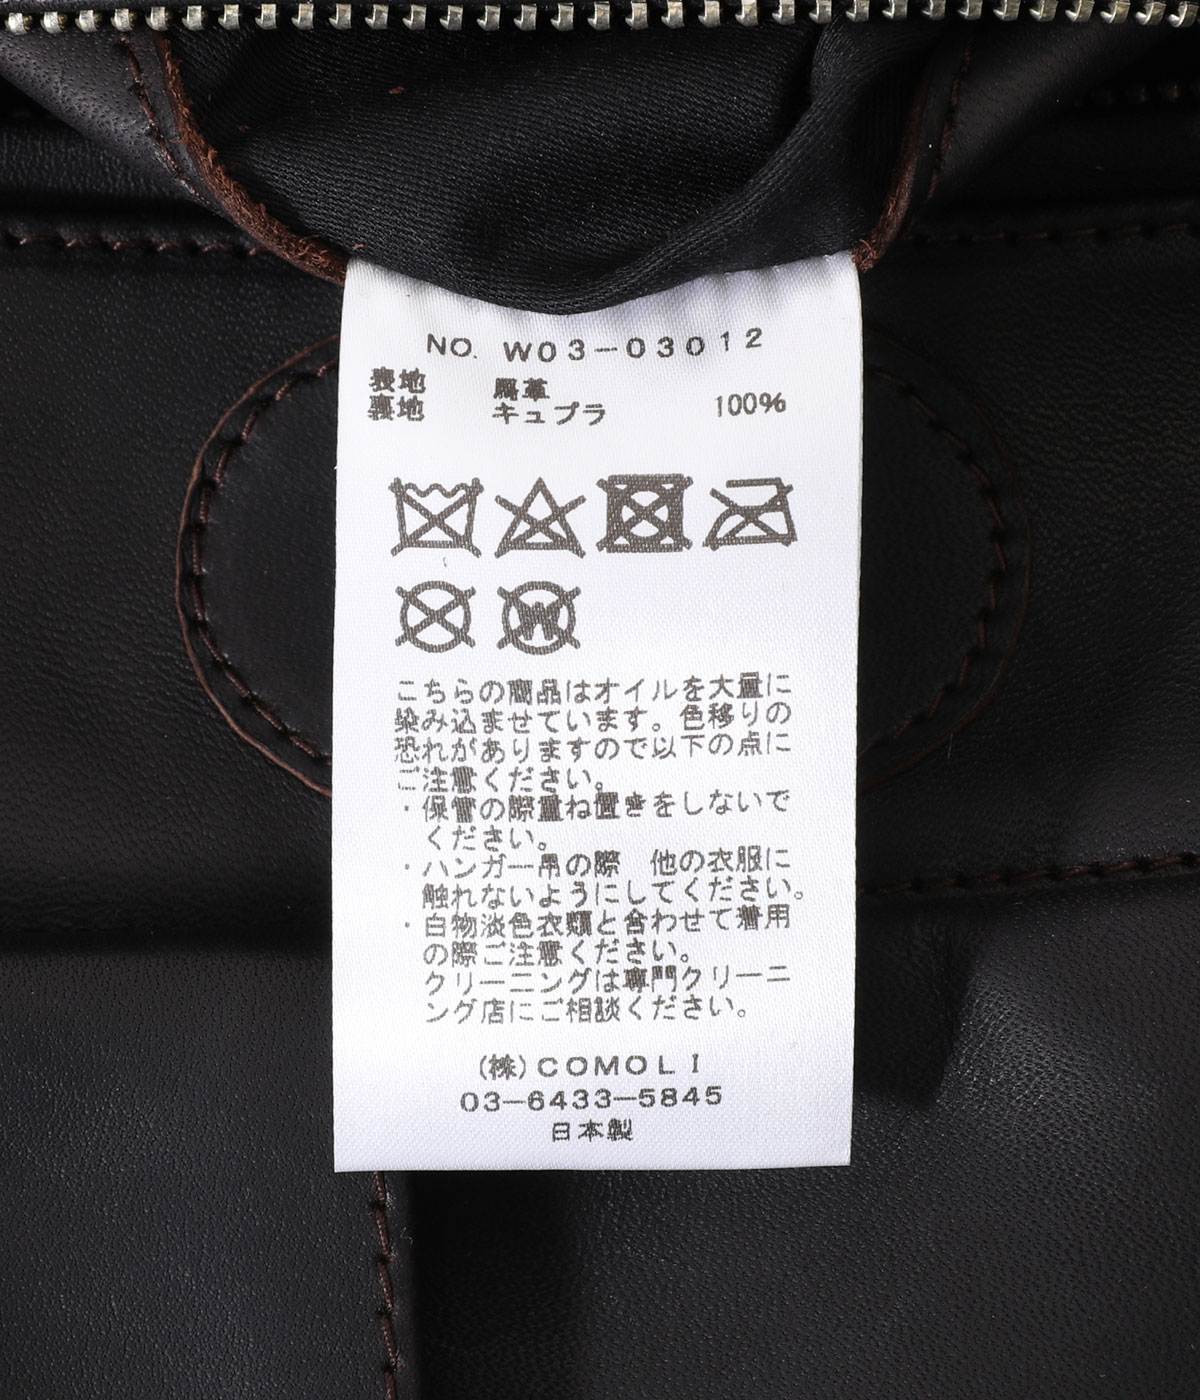 NO. W03-03012
表地 馬革
裏地 キュプラ 100%
W
こちらの商品はオイルを大量に
染み込ませています。色移りの
恐れがありますので以下の点に
ご注意ください。
・保管の際重ね置きをしないで
ください。
・ハンガー吊の際 他の衣服に
触れないようにしてください。
・白物淡色衣類と合わせて着用
の際ご注意ください。
クリーニングは専門クリーニ
ング店にご相談ください。
(株)COMOLI
03-6433-5845
日本製